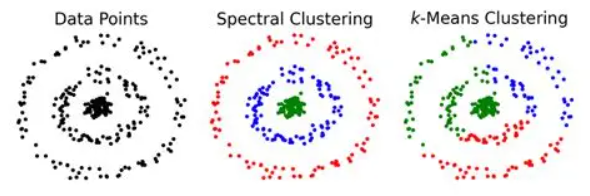 Data Points
Spectral Clustering
k-Means Clustering